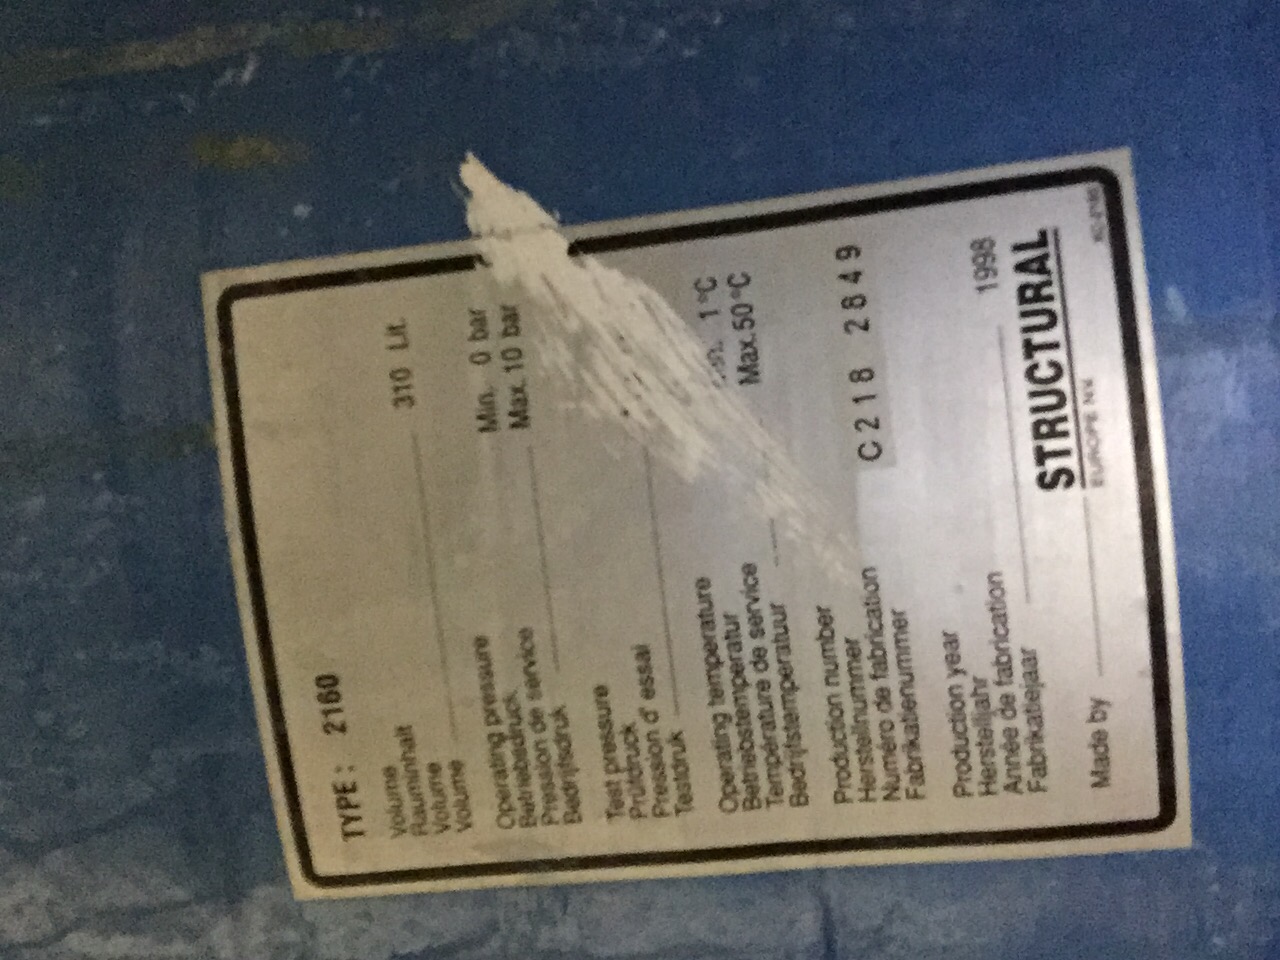 TYPE: 2160
Volume
Rauminhalt
Volume
Volume 310 Lit.
Operating pressure
Betriebsdruck
Pression de service
Bedrijfsdruk
Min. 0 bar
Max. 10 bar
Test pressure
Prüfdruck
Pression d' essai
Testdruk
Operating temperature
Betriebstemperatur
Température de service
Bedrijfstemperatuur
1°C
Max. 50°C
Production number
Herstellnummer
Numéro de fabrication
Fabrikatienummer
C218 2849
Production year
Herstelljahr
Année de fabrication
Fabrikatiejaar
1998
Made by STRUCTURAL
EUROPE N.V.